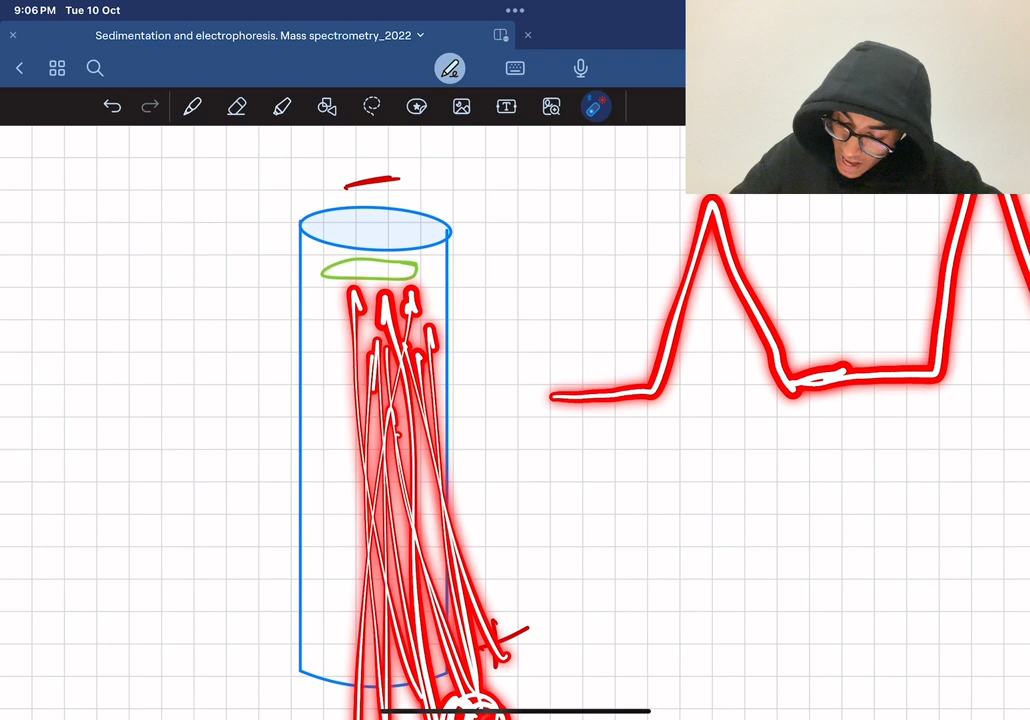 9:06 PM Tue 10 Oct
Sedimentation and electrophoresis. Mass spectrometry_2022